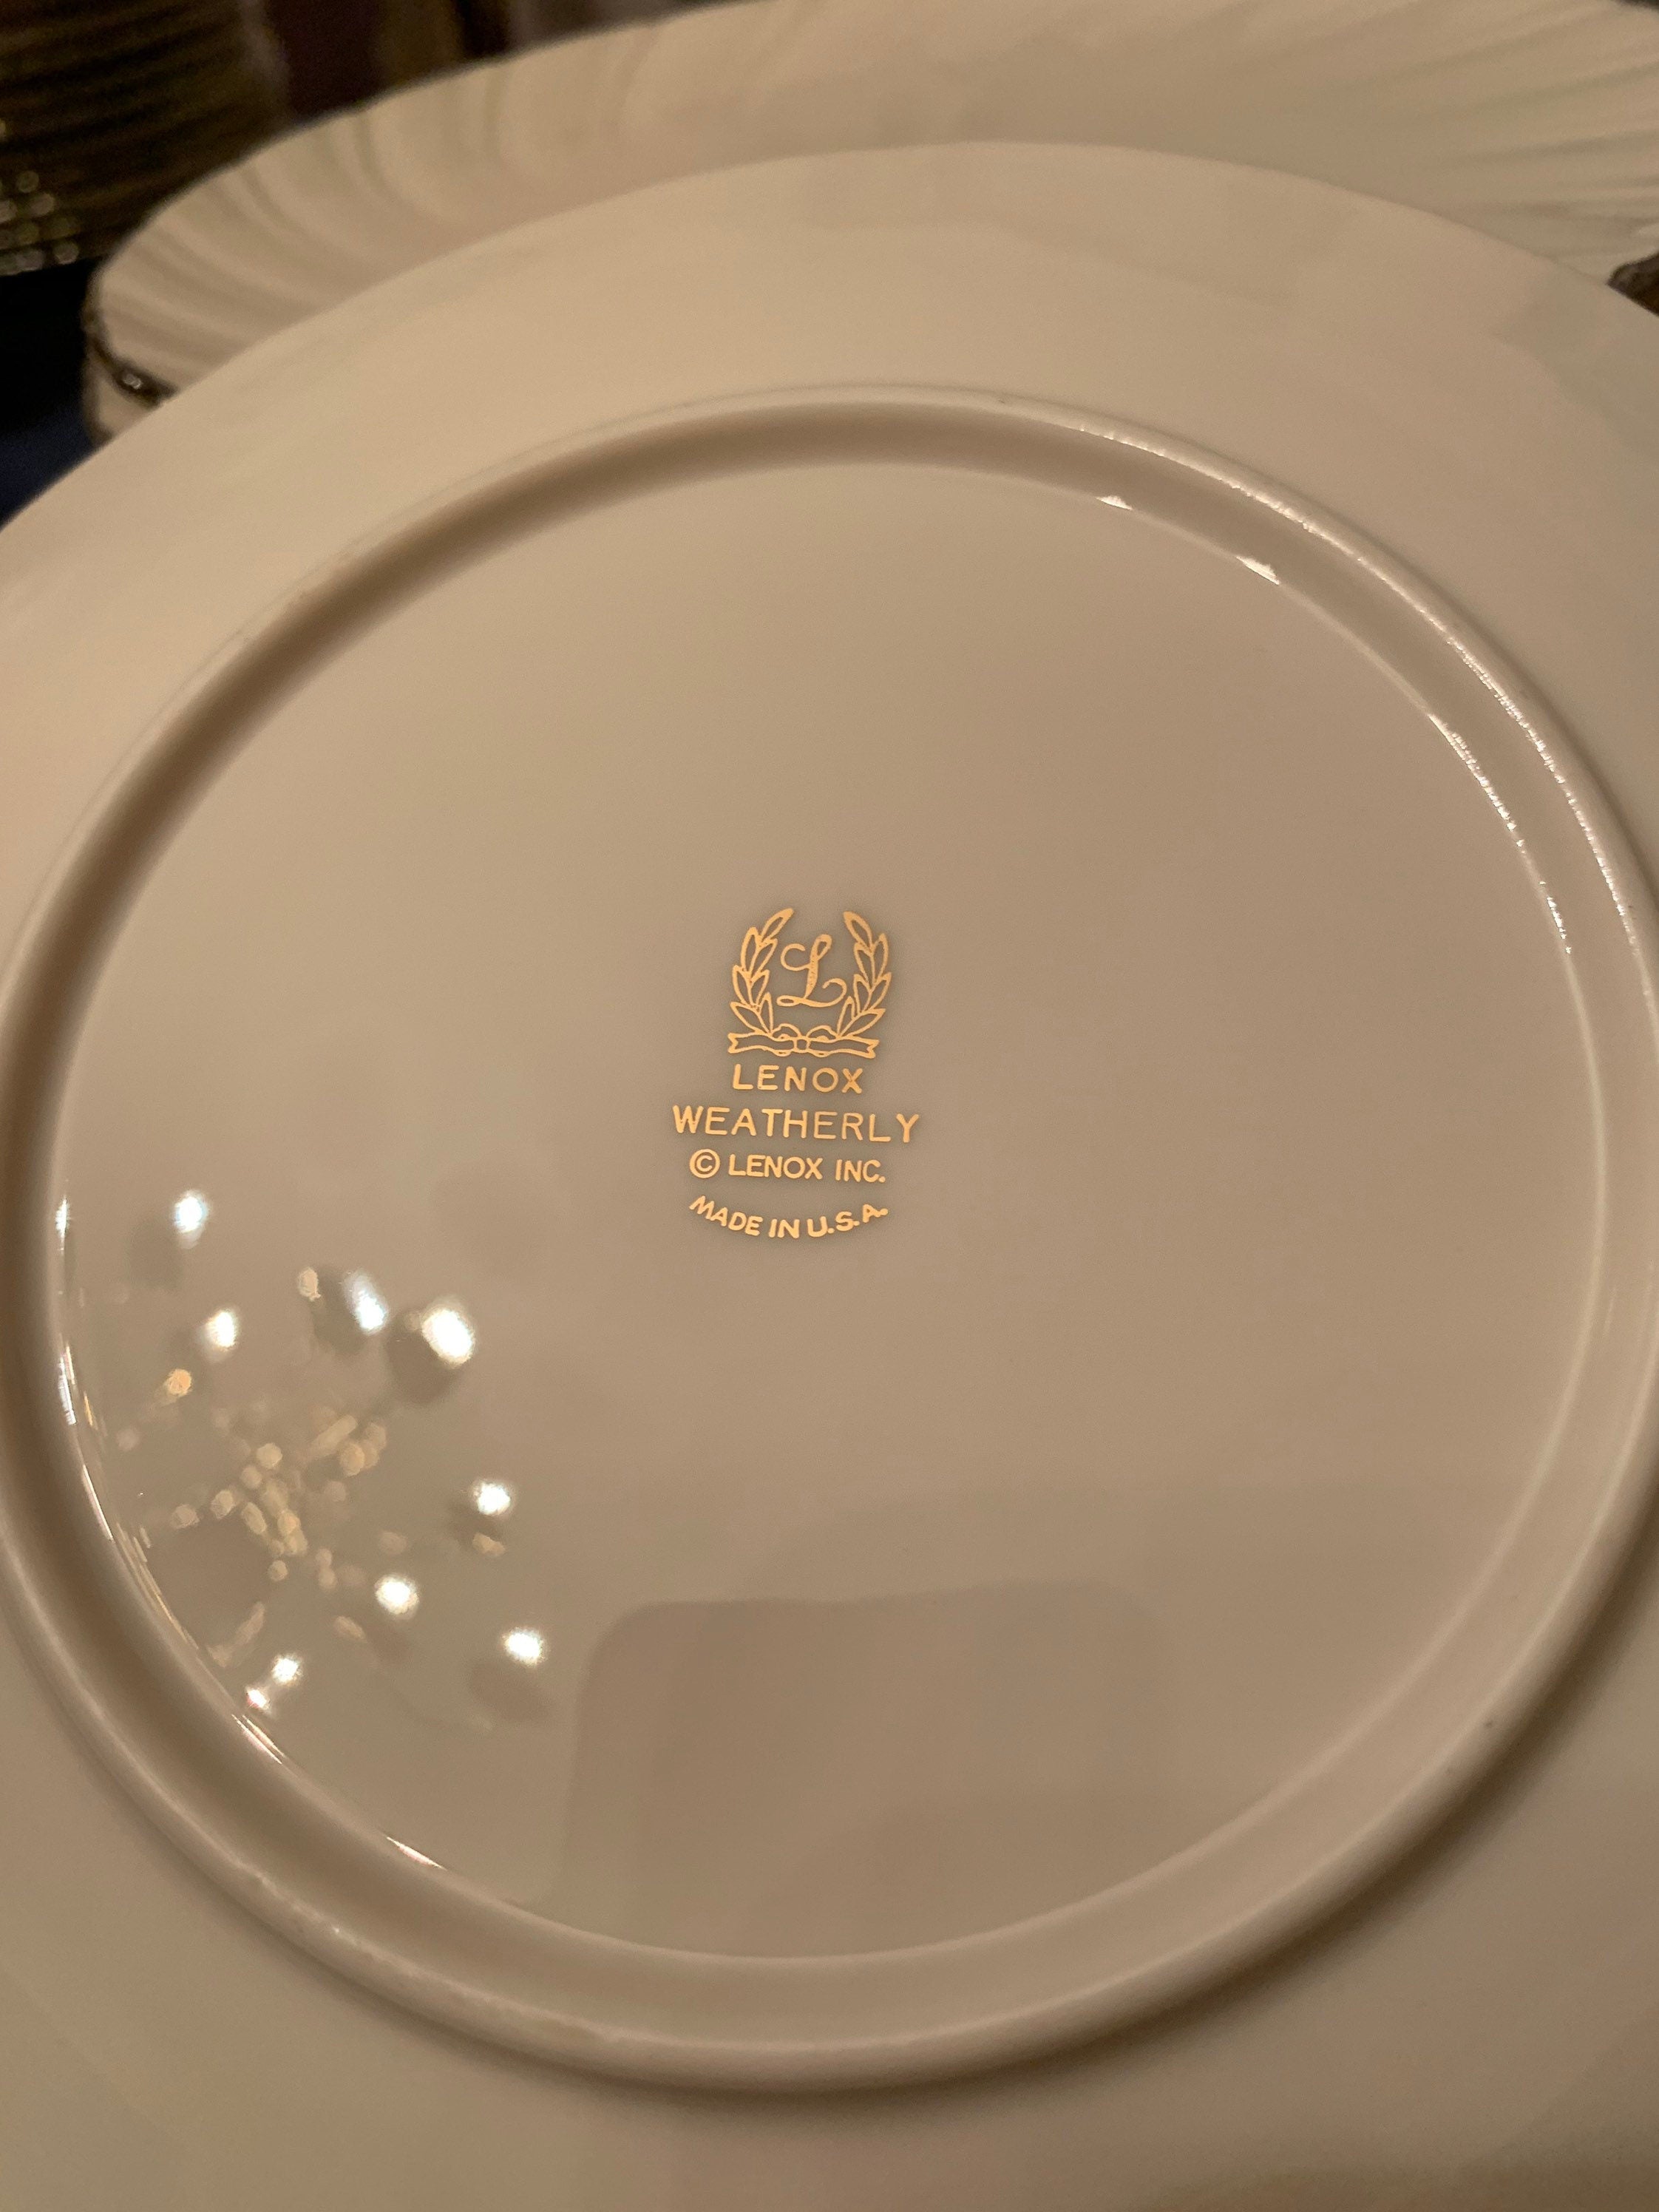 L
LENOX
WEATHERLY
© LENOX INC.
MADE IN U.S.A.